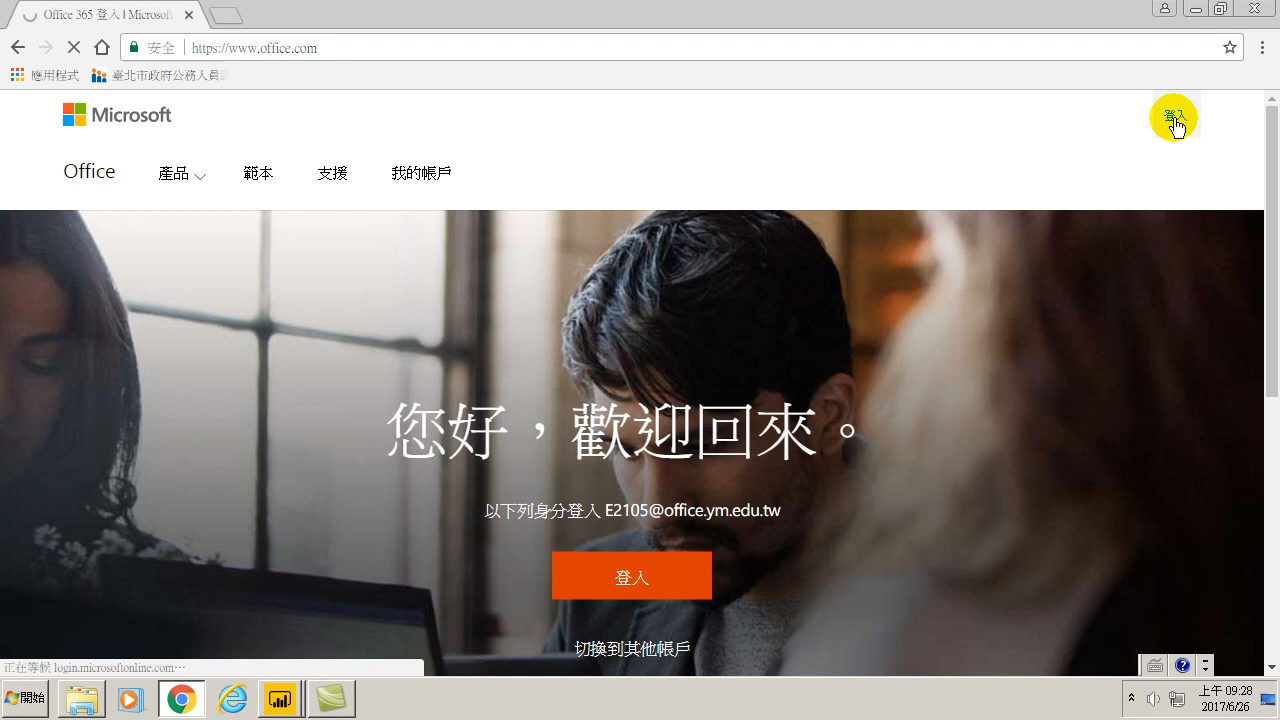 Office 365 登入 | Microsoft
安全 | https://www.office.com
應用程式 臺北市政府公務人員
Microsoft
登入
Office 產品 範本 支援 我的帳戶
您好，歡迎回來。
以下列身分登入 E2105@office.ym.edu.tw
登入
切換到其他帳戶
正在等候 login.microsoftonline.com…
開始
上午 09:28
2017/6/26